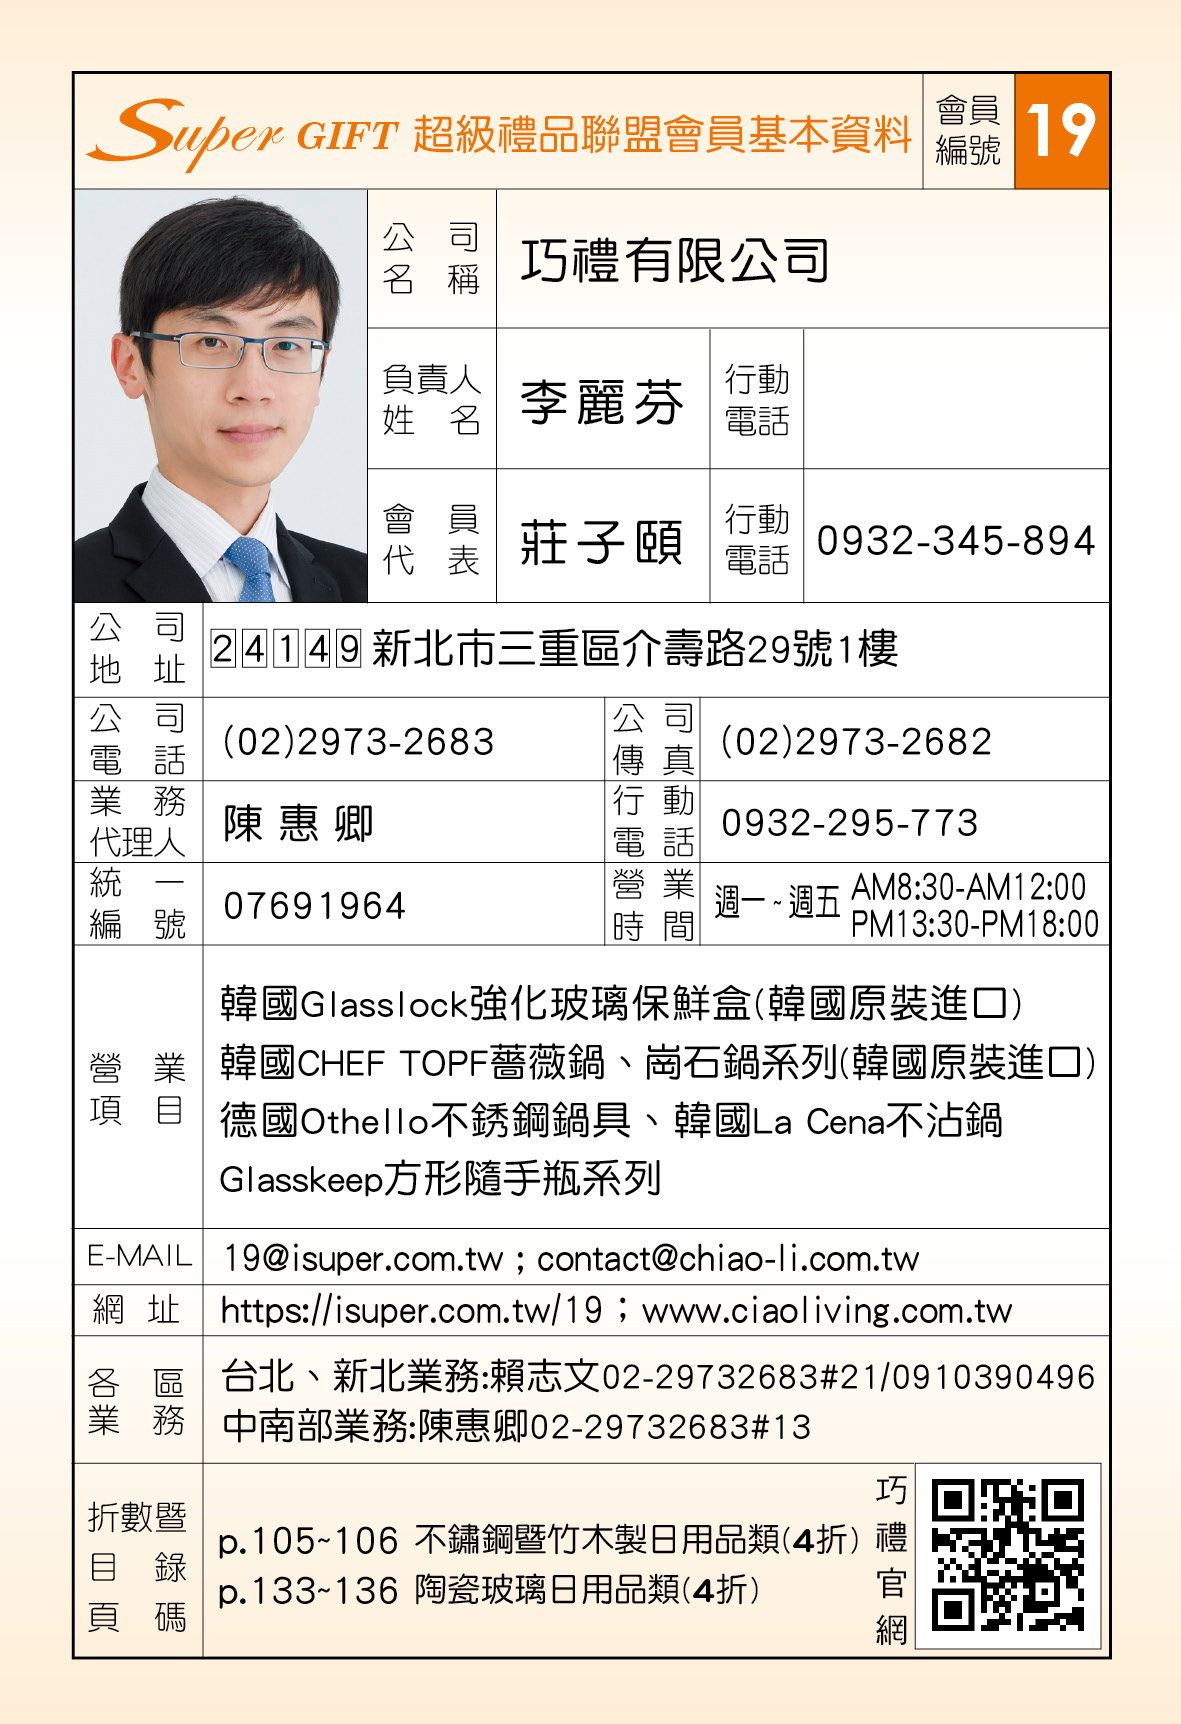 Super GIFT 超級禮品聯盟會員基本資料
會員編號 19
公司名稱 巧禮有限公司
負責人姓名 李麗芬 行動電話
會員代表 莊子頤 行動電話 0932-345-894
公司地址 24149 新北市三重區介壽路29號1樓
公司電話 (02)2973-2683 公司傳真 (02)2973-2682
業務代理人 陳惠卿 行動電話 0932-295-773
統一編號 07691964 營業時間 週一~週五 AM8:30-AM12:00
PM13:30-PM18:00
營業項目
韓國Glasslock強化玻璃保鮮盒(韓國原裝進口)
韓國CHEF TOPF薔薇鍋、崗石鍋系列(韓國原裝進口)
德國Othello不銹鋼鍋具、韓國La Cena不沾鍋
Glasskeep方形隨手瓶系列
E-MAIL 19@isuper.com.tw；contact@chiao-li.com.tw
網址 https://isuper.com.tw/19；www.ciaoliving.com.tw
各區業務
台北、新北業務:賴志文02-29732683#21/0910390496
中南部業務:陳惠卿02-29732683#13
折數暨目錄頁碼
p.105~106 不鏽鋼暨竹木製日用品類(4折)
p.133~136 陶瓷玻璃日用品類(4折)
巧禮官網